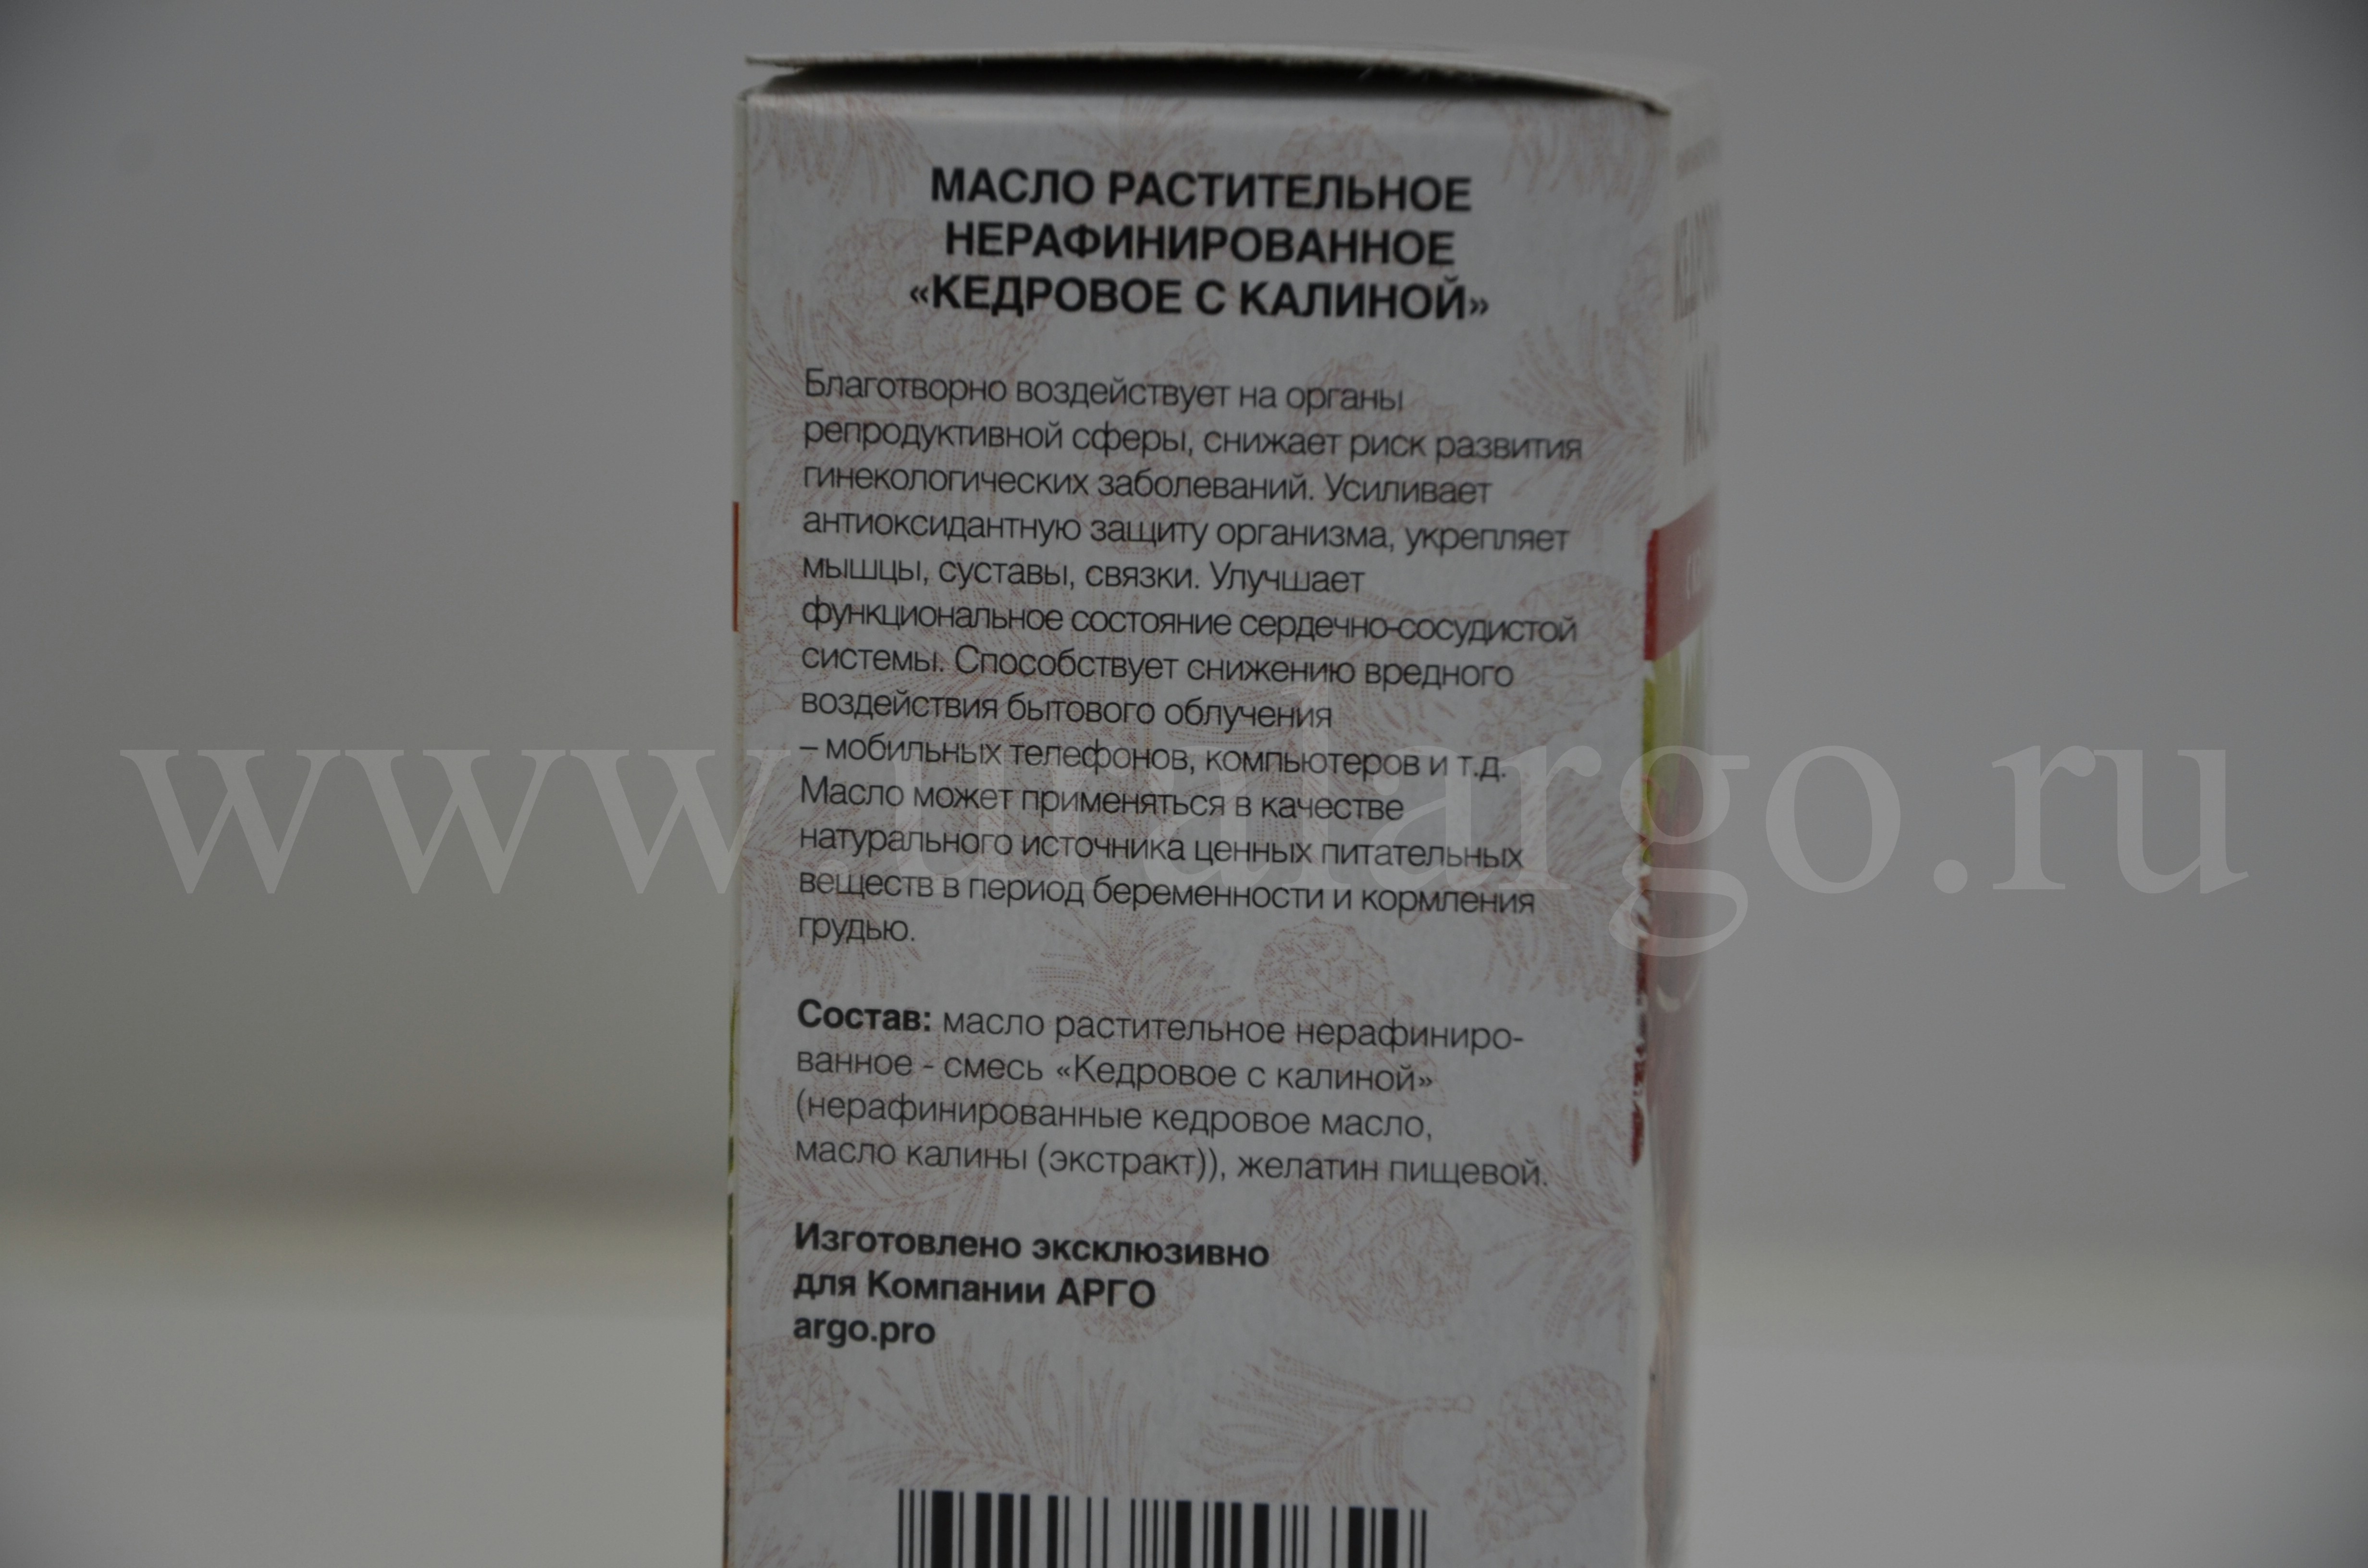 МАСЛО РАСТИТЕЛЬНОЕ
НЕРАФИНИРОВАННОЕ
«КЕДРОВОЕ С КАЛИНОЙ»
Благотворно воздействует на органы
репродуктивной сферы, снижает риск развития
гинекологических заболеваний. Усиливает
антиоксидантную защиту организма, укрепляет
мышцы, суставы, связки. Улучшает
функциональное состояние сердечно-сосудистой
системы. Способствует снижению вредного
воздействия бытового облучения
– мобильных телефонов, компьютеров и т.д.
Масло может применяться в качестве
натурального источника ценных питательных
веществ в период беременности и кормления
грудью.
Состав: масло растительное нерафиниро-
ванное - смесь «Кедровое с калиной»
(нерафинированные кедровое масло,
масло калины (экстракт)), желатин пищевой.
Изготовлено эксклюзивно
для Компании АРГО
argo.pro
www.uralargo.ru